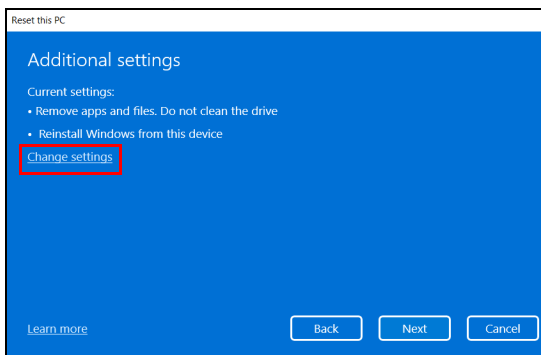 Reset this PC
Additional settings
Current settings:
• Remove apps and files. Do not clean the drive
• Reinstall Windows from this device
Change settings
Learn more
Back
Next
Cancel